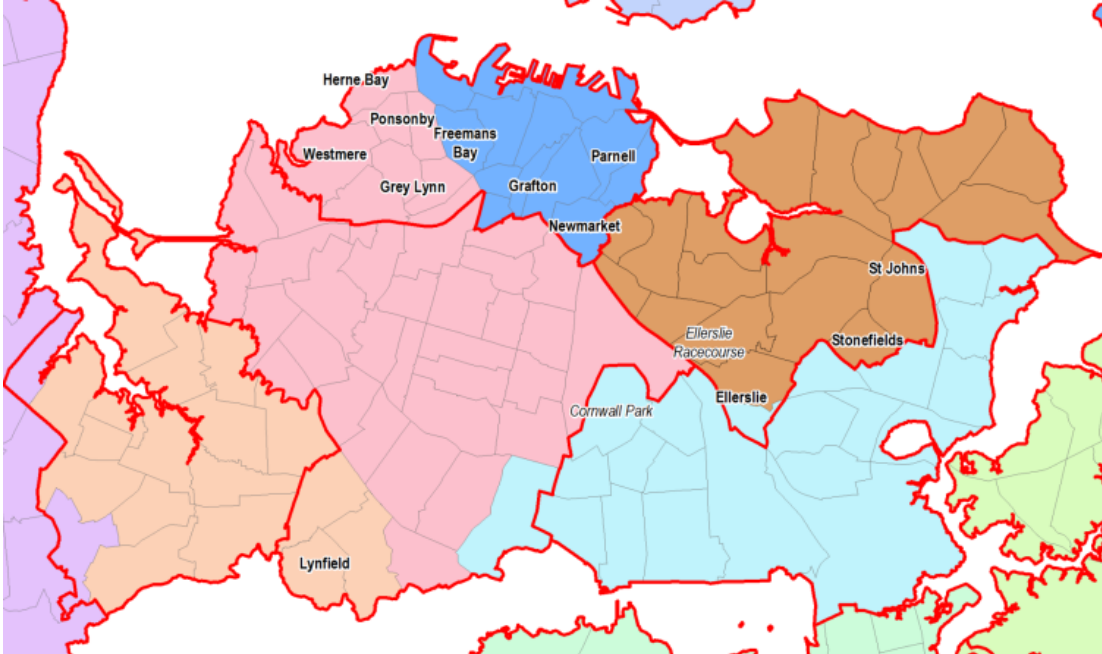 Herne Bay
Ponsonby
Freemans
Bay
Westmere
Parnell
Grey Lynn
Grafton
Newmarket
St Johns
Ellerslie
Racecourse
Stonefields
Ellerslie
Cornwall Park
Lynfield